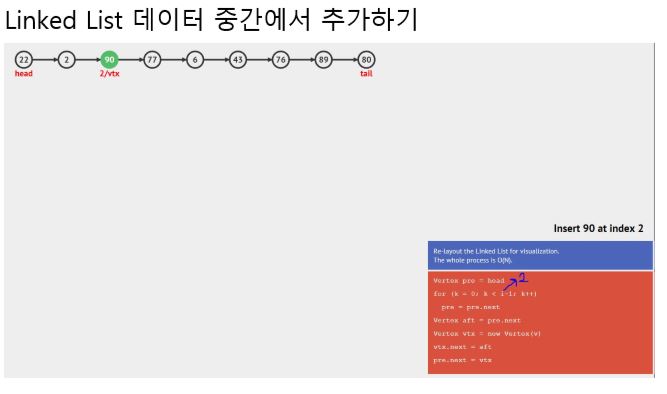 Linked List 데이터 중간에서 추가하기
22 2 90 77 6 43 76 89 80
head 2/vtx tail
Insert 90 at index 2
Re-layout the Linked List for visualization.
The whole process is O(N).
2
Vertex pre = head
for (k = 0; k < i-1; k++)
pre = pre.next
Vertex aft = pre.next
Vertex vtx = new Vertex(v)
vtx.next = aft
pre.next = vtx